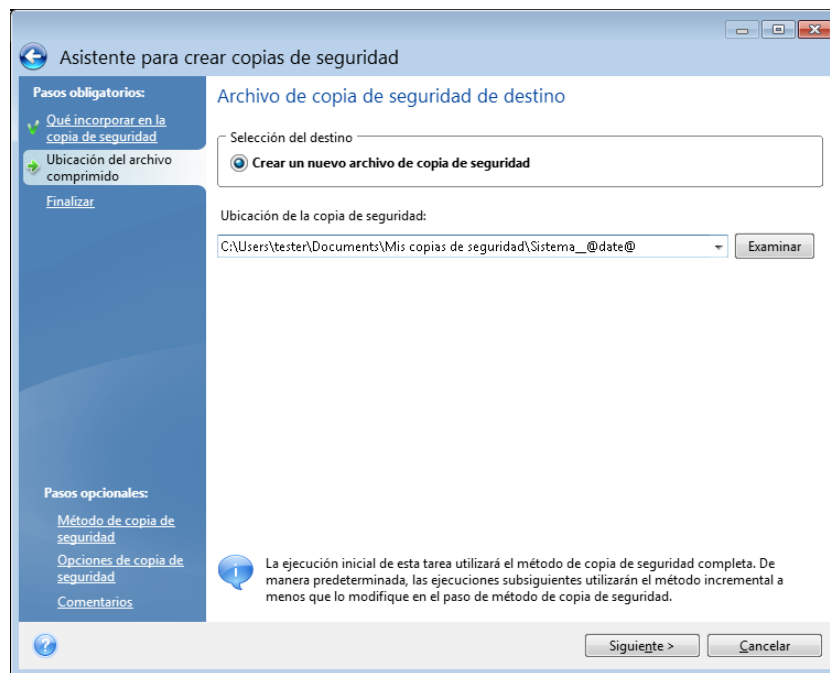 Asistente para crear copias de seguridad
Pasos obligatorios:
Qué incorporar en la
copia de seguridad
Ubicación del archivo
comprimido
Finalizar
Archivo de copia de seguridad de destino
Selección del destino
Crear un nuevo archivo de copia de seguridad
Ubicación de la copia de seguridad:
C:\Users\tester\Documents\Mis copias de seguridad\Sistema__@date@
Examinar
Pasos opcionales:
Método de copia de
seguridad
Opciones de copia de
seguridad
Comentarios
La ejecución inicial de esta tarea utilizará el método de copia de seguridad completa. De
manera predeterminada, las ejecuciones subsiguientes utilizarán el método incremental a
menos que lo modifique en el paso de método de copia de seguridad.
Siguiente >
Cancelar